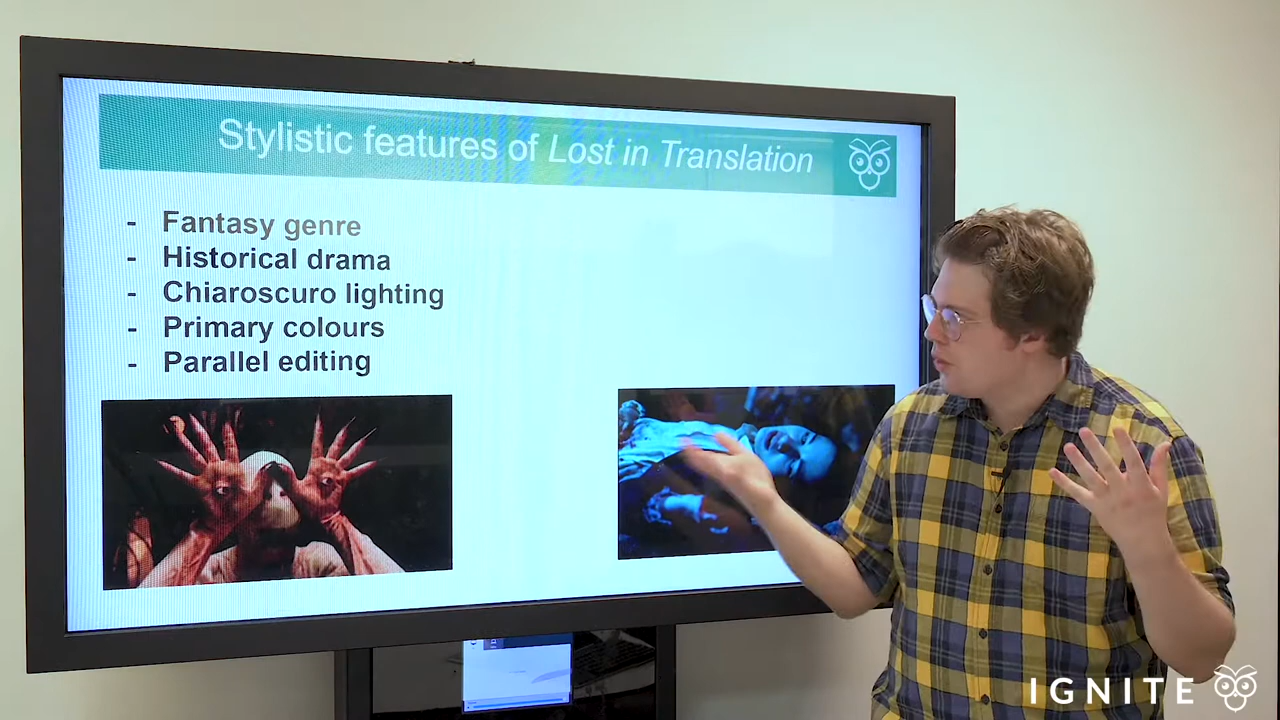 Stylistic features of Lost in Translation
- Fantasy genre
- Historical drama
- Chiaroscuro lighting
- Primary colours
- Parallel editing
IGNITE